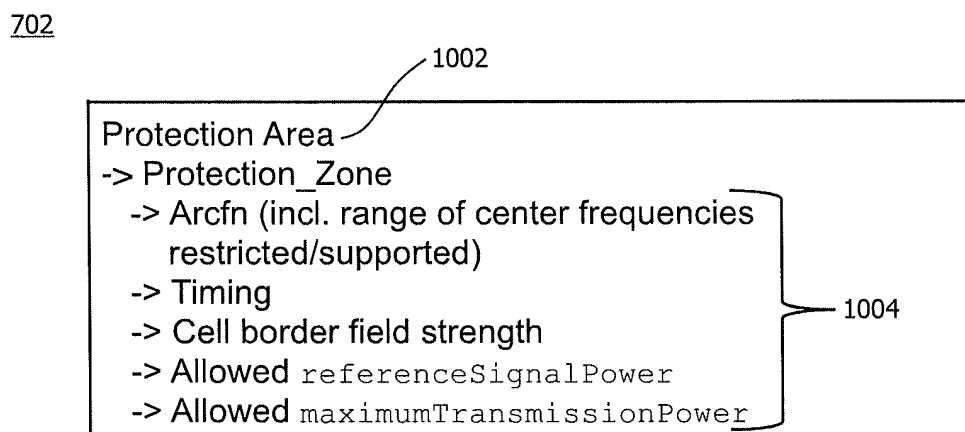 702
1002
Protection Area
-> Protection_Zone
-> Arcfn (incl. range of center frequencies
restricted/supported)
-> Timing
-> Cell border field strength
-> Allowed referenceSignalPower
-> Allowed maximumTransmissionPower
1004